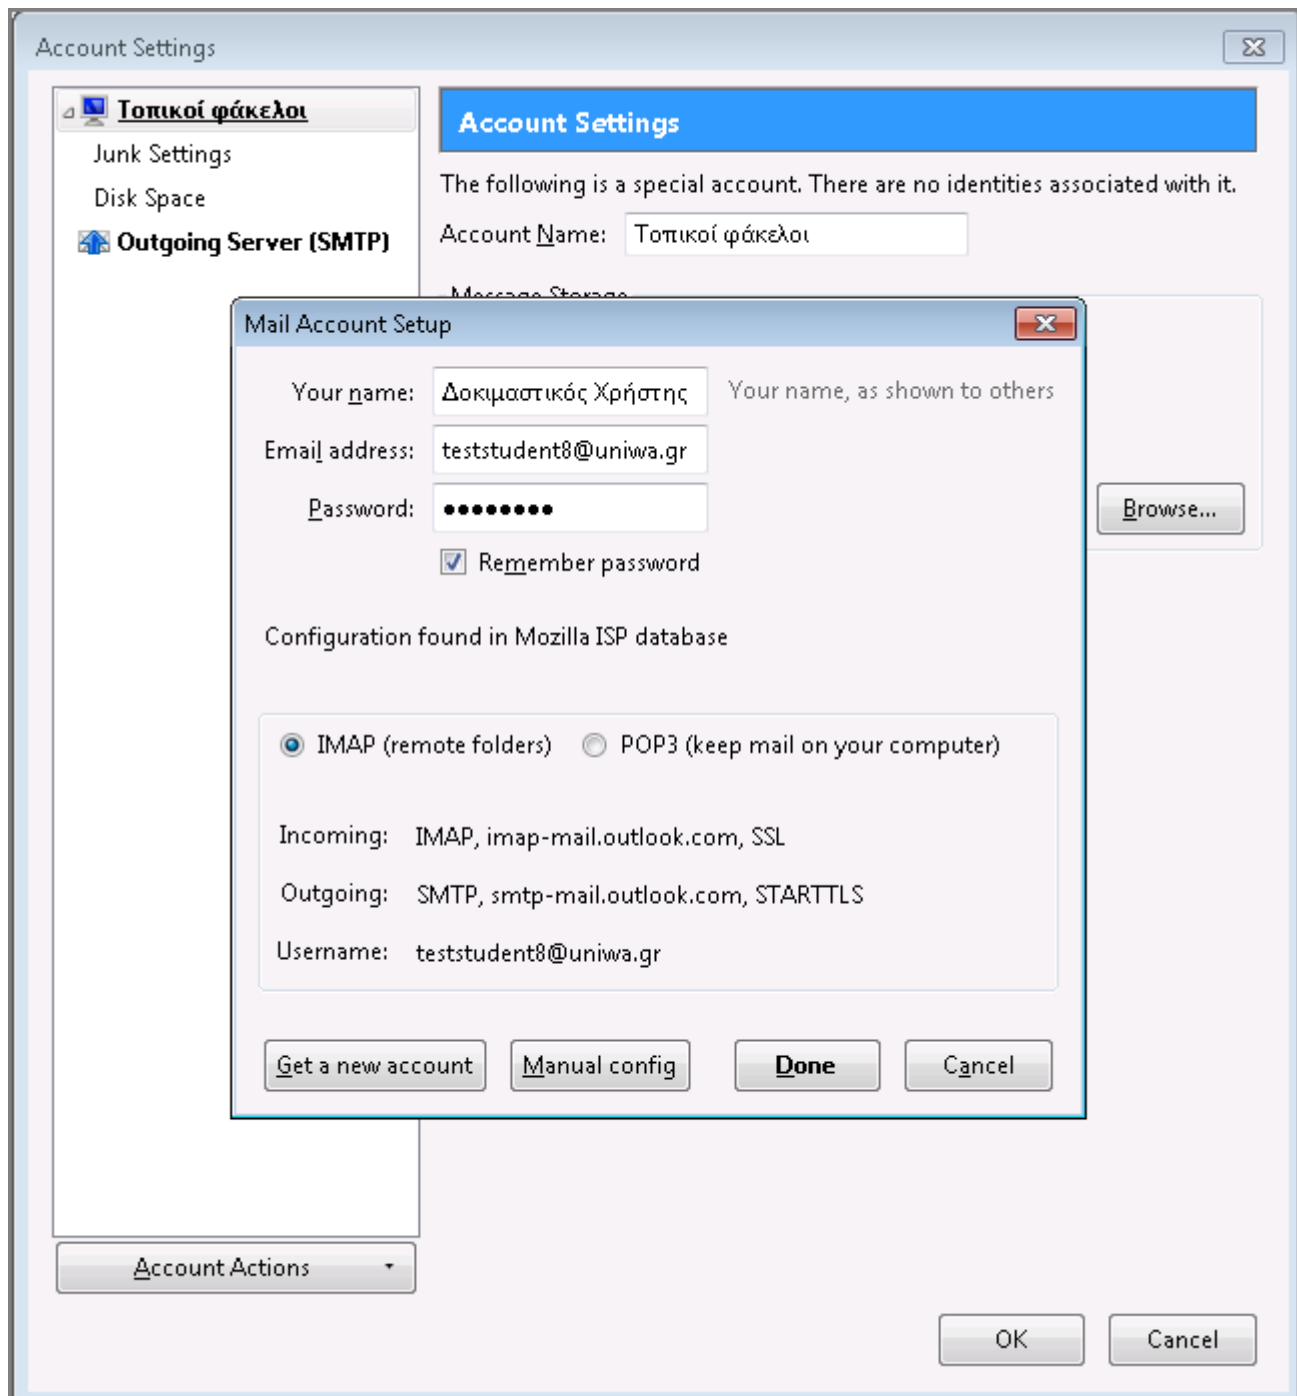 Account Settings
Τοπικοί φάκελοι
Junk Settings
Disk Space
Outgoing Server (SMTP)
Account Settings
The following is a special account. There are no identities associated with it.
Account Name: Τοπικοί φάκελοι
Message Storage
Mail Account Setup
Your name: Δοκιμαστικός Χρήστης Your name, as shown to others
Email address: teststudent8@uniwa.gr
Password: ●●●●●●●●
Remember password
Browse...
Configuration found in Mozilla ISP database
IMAP (remote folders) POP3 (keep mail on your computer)
Incoming: IMAP, imap-mail.outlook.com, SSL
Outgoing: SMTP, smtp-mail.outlook.com, STARTTLS
Username: teststudent8@uniwa.gr
Get a new account Manual config Done Cancel
Account Actions
OK Cancel